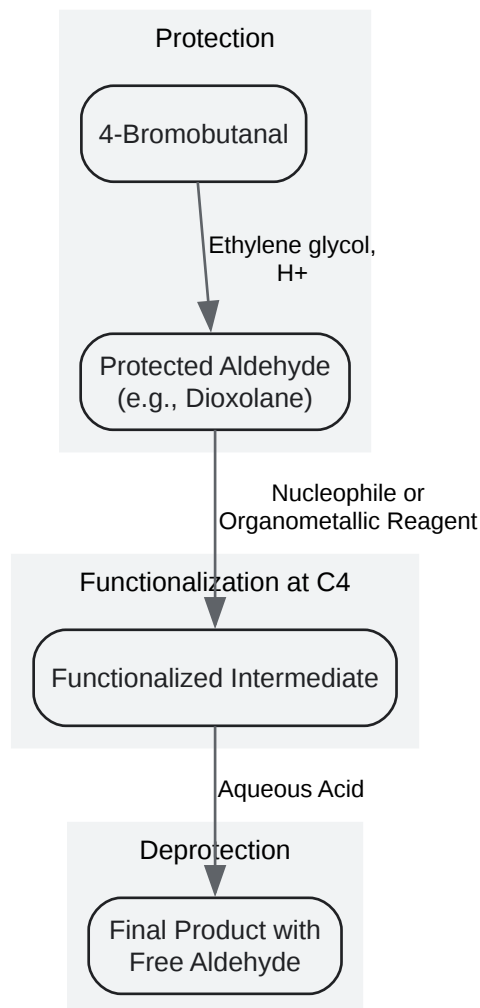 Protection
4-Bromobutanal
Ethylene glycol,
H+
Protected Aldehyde
(e.g., Dioxolane)
Nucleophile or
Organometallic Reagent
Functionalization at C4
Functionalized Intermediate
Aqueous Acid
Deprotection
Final Product with
Free Aldehyde